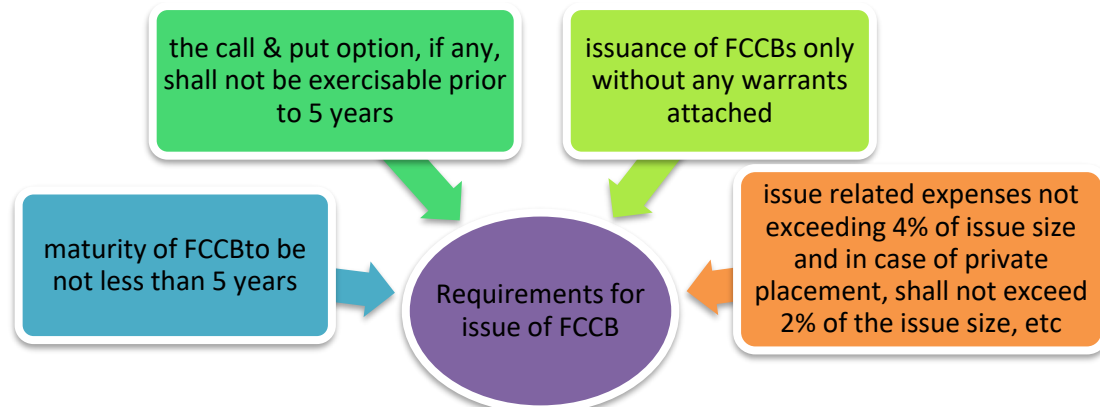 the call & put option, if any,
shall not be exercisable prior
to 5 years
issuance of FCCBs only
without any warrants
attached
maturity of FCCBto be
not less than 5 years
issue related expenses not
exceeding 4% of issue size
and in case of private
placement, shall not exceed
2% of the issue size, etc
Requirements for
issue of FCCB